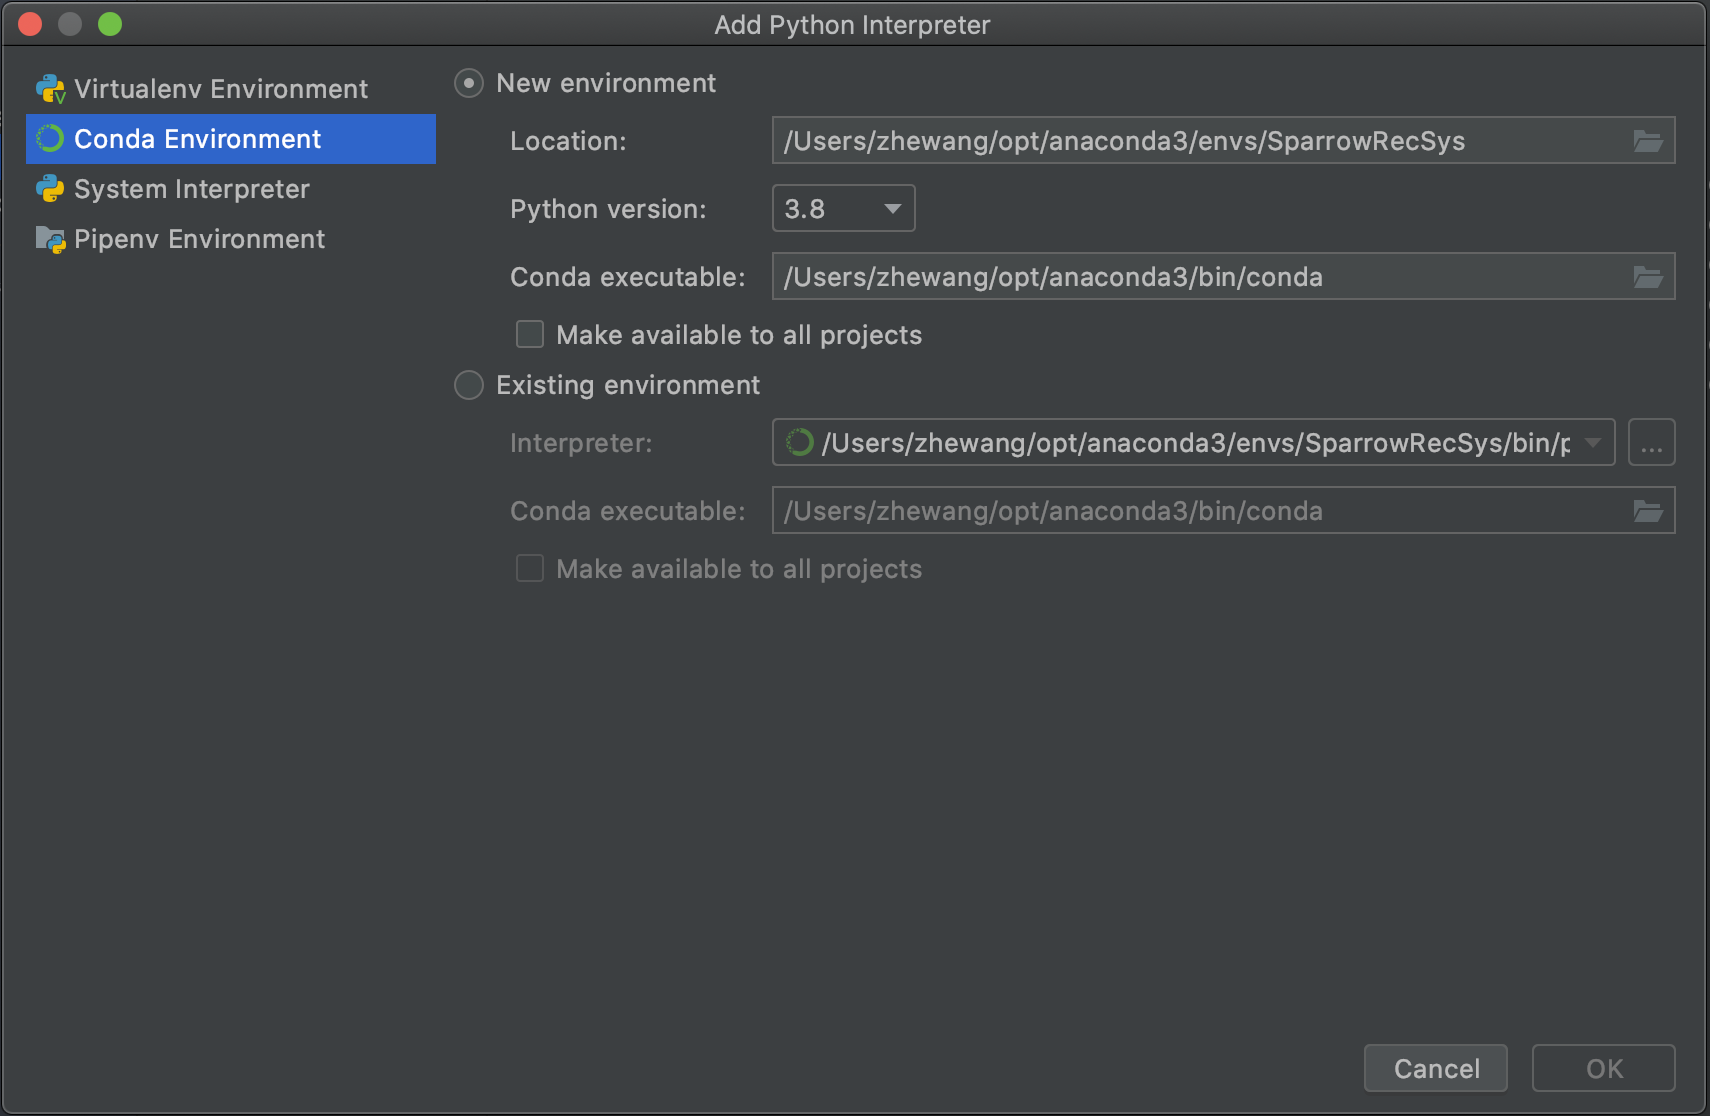 Add Python Interpreter
Virtualenv Environment
Conda Environment
System Interpreter
Pipenv Environment
New environment
Location: /Users/zhewang/opt/anaconda3/envs/SparrowRecSys
Python version: 3.8
Conda executable: /Users/zhewang/opt/anaconda3/bin/conda
Make available to all projects
Existing environment
Interpreter: /Users/zhewang/opt/anaconda3/envs/SparrowRecSys/bin/p ...
Conda executable: /Users/zhewang/opt/anaconda3/bin/conda
Make available to all projects
Cancel OK